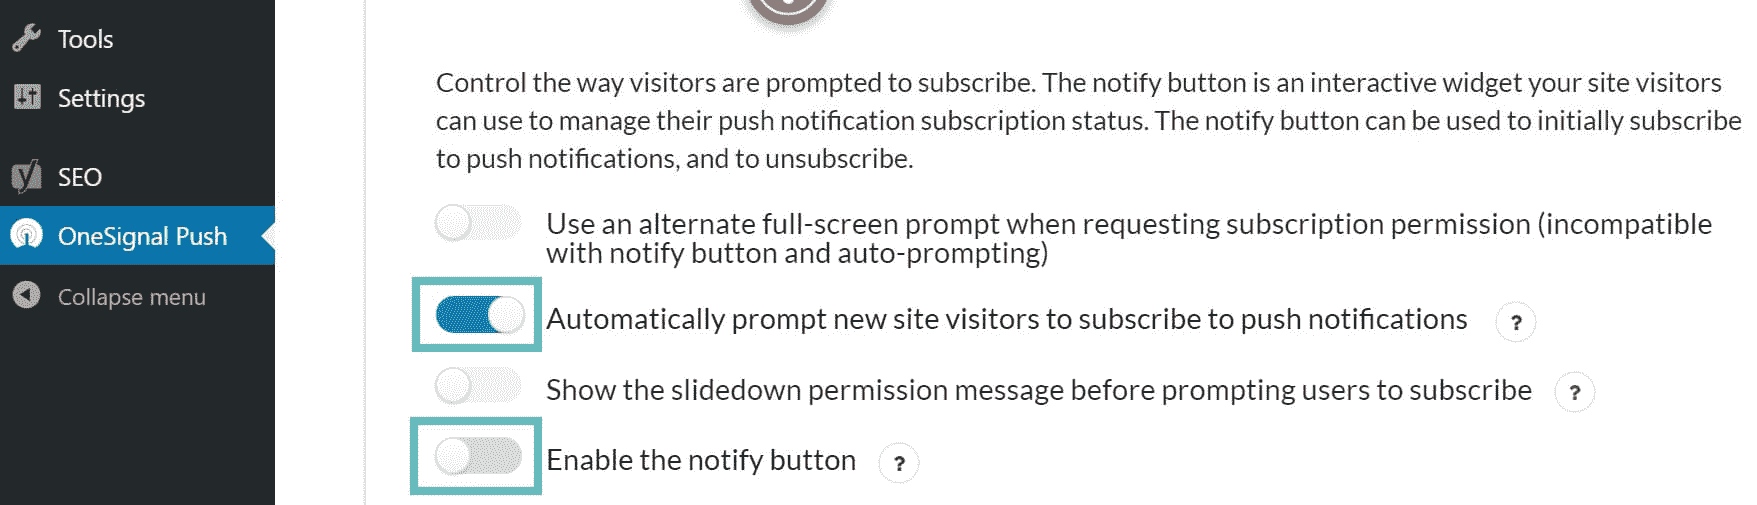 Tools
Settings
SEO
OneSignal Push
Collapse menu
Control the way visitors are prompted to subscribe. The notify button is an interactive widget your site visitors
can use to manage their push notification subscription status. The notify button can be used to initially subscribe
to push notifications, and to unsubscribe.
Use an alternate full-screen prompt when requesting subscription permission (incompatible
with notify button and auto-prompting)
Automatically prompt new site visitors to subscribe to push notifications ?
Show the slidedown permission message before prompting users to subscribe ?
Enable the notify button ?